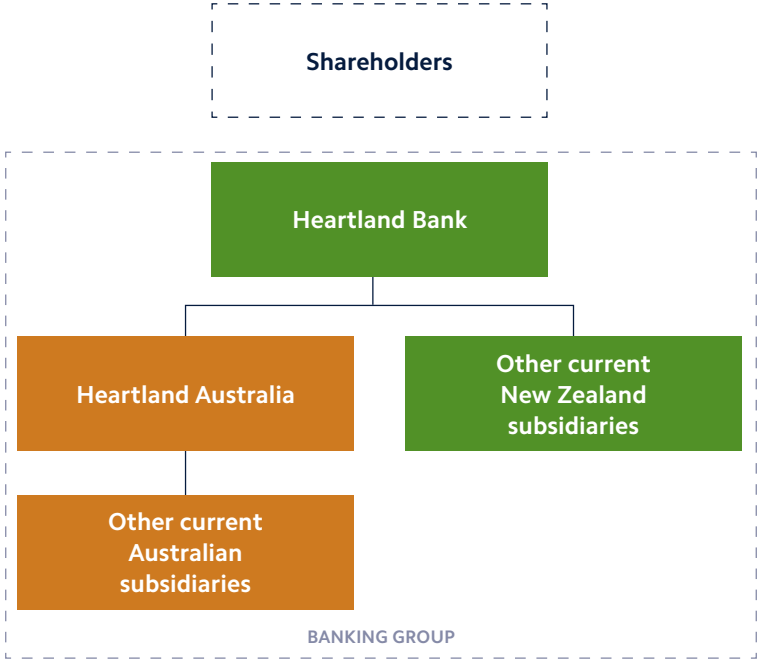 Shareholders
Heartland Bank
Heartland Australia
Other current
New Zealand
subsidiaries
Other current
Australian
subsidiaries
BANKING GROUP